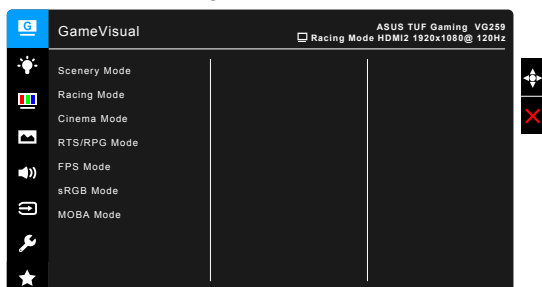 G
GameVisual
ASUS TUF Gaming VG259
Racing Mode HDMI2 1920x1080@ 120Hz
Scenery Mode
Racing Mode
Cinema Mode
RTS/RPG Mode
FPS Mode
sRGB Mode
MOBA Mode